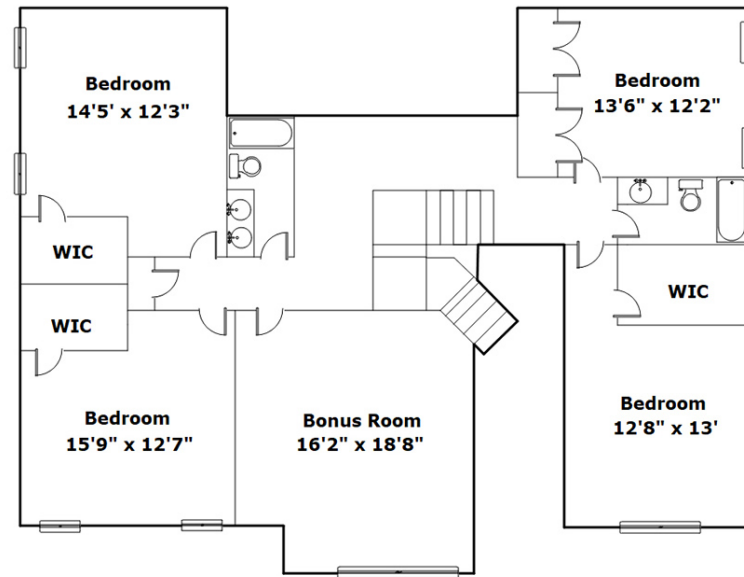 Bedroom
14'5' x 12'3"
Bedroom
13'6" x 12'2"
WIC
WIC
WIC
Bedroom
15'9" x 12'7"
Bonus Room
16'2" x 18'8"
Bedroom
12'8" x 13'